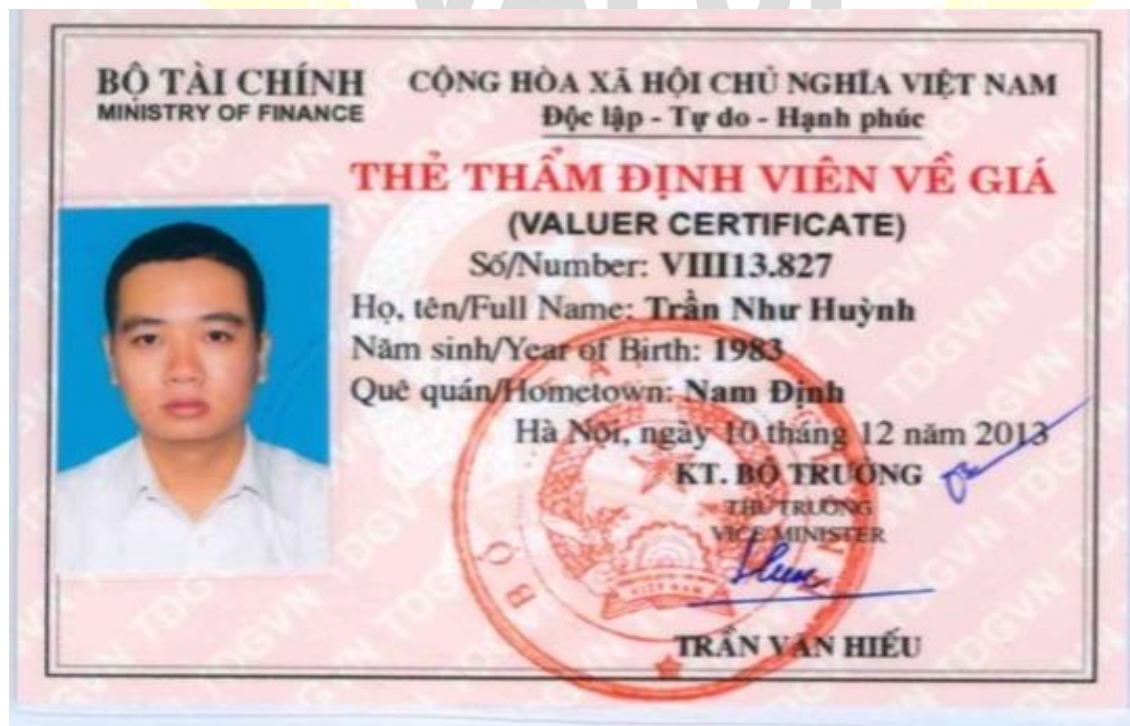 BỘ TÀI CHÍNH
MINISTRY OF FINANCE
CỘNG HÒA XÃ HỘI CHỦ NGHĨA VIỆT NAM
Độc lập - Tự do - Hạnh phúc
THẺ THẨM ĐỊNH VIÊN VỀ GIÁ
(VALUER CERTIFICATE)
Số/Number: VIII13.827
Họ, tên/Full Name: Trần Như Huỳnh
Năm sinh/Year of Birth: 1983
Quê quán/Hometown: Nam Định
Hà Nội, ngày 10 tháng 12 năm 2013
KT. BỘ TRƯỞNG
THỨ TRƯỞNG
VICE MINISTER
VIỆT NAM
TRẦN VĂN HIẾU
TDGVN